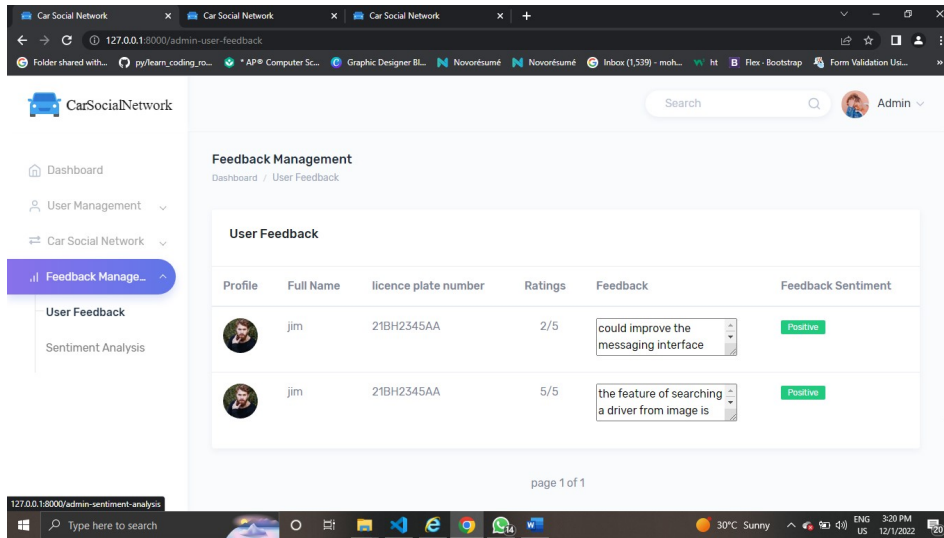 Car Social Network
Car Social Network
Car Social Network
127.0.0.1:8000/admin-user-feedback
Folder shared with...
py/learn_coding_ro...
* AP® Computer Sc...
Graphic Designer Bl...
Novorésumé
Novorésumé
Inbox (1,539) - moh...
ht
Flex · Bootstrap
Form Validation Usi...
CarSocialNetwork
Search
Admin
Dashboard
User Management
Car Social Network
Feedback Manage...
User Feedback
Sentiment Analysis
Feedback Management
Dashboard / User Feedback
User Feedback
Profile Full Name licence plate number Ratings Feedback Feedback Sentiment
jim 21BH2345AA 2/5 could improve the messaging interface Positive
jim 21BH2345AA 5/5 the feature of searching a driver from image is Positive
page 1 of 1
127.0.0.1:8000/admin-sentiment-analysis
Type here to search
30°C Sunny
ENG
US
3:20 PM
12/1/2022